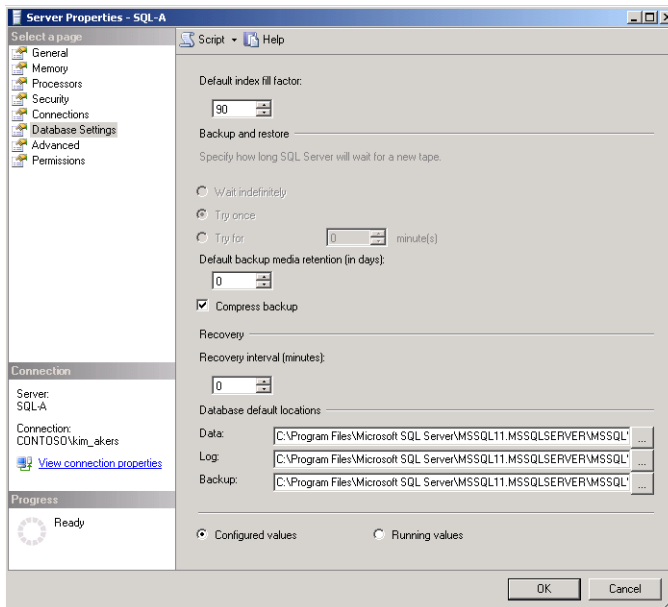 Server Properties - SQL-A
Select a page
General
Memory
Processors
Security
Connections
Database Settings
Advanced
Permissions
Script Help
Default index fill factor:
90
Backup and restore
Specify how long SQL Server will wait for a new tape.
Wait indefinitely
Try once
Try for 0 minute(s)
Default backup media retention (in days):
0
Compress backup
Recovery
Recovery interval (minutes):
0
Database default locations
Data: C:\Program Files\Microsoft SQL Server\MSSQL11.MSSQLSERVER\MSSQL\ ...
Log: C:\Program Files\Microsoft SQL Server\MSSQL11.MSSQLSERVER\MSSQL\ ...
Backup: C:\Program Files\Microsoft SQL Server\MSSQL11.MSSQLSERVER\MSSQL\ ...
Configured values Running values
Connection
Server:
SQL-A
Connection:
CONTOSO\kim_akers
View connection properties
Progress
Ready
OK Cancel